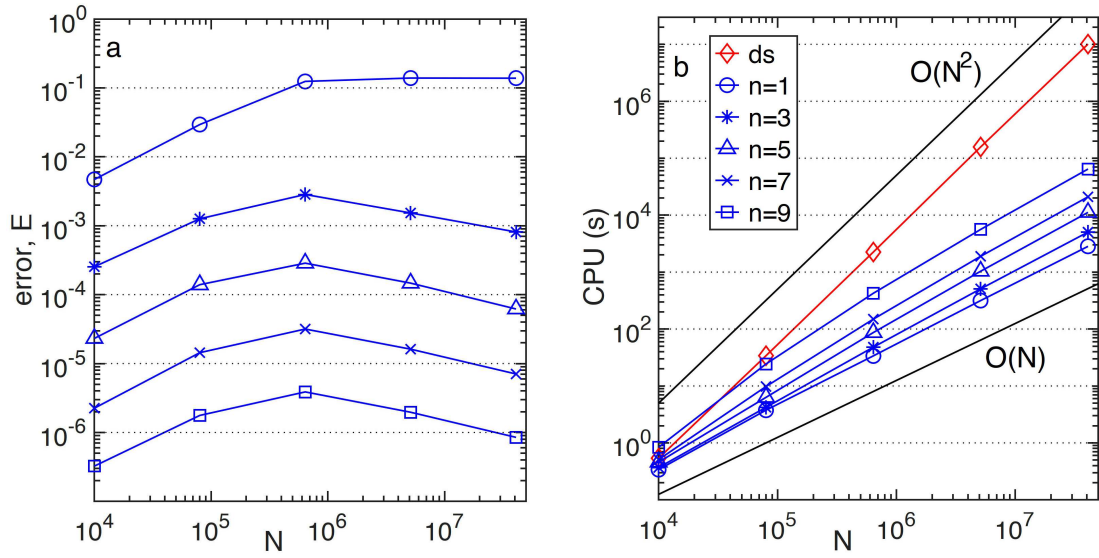 a
10^0
10^-1
10^-2
10^-3
10^-4
10^-5
10^-6
error, E
10^4
10^5
10^6
10^7
N
b
ds
n=1
n=3
n=5
n=7
n=9
O(N^2)
O(N)
10^6
10^4
10^2
10^0
CPU (s)
10^4
10^5
10^6
10^7
N